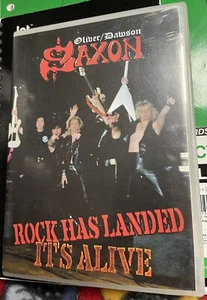 Oliver/Dawson
SAXON
ROCK HAS LANDED
IT'S ALIVE